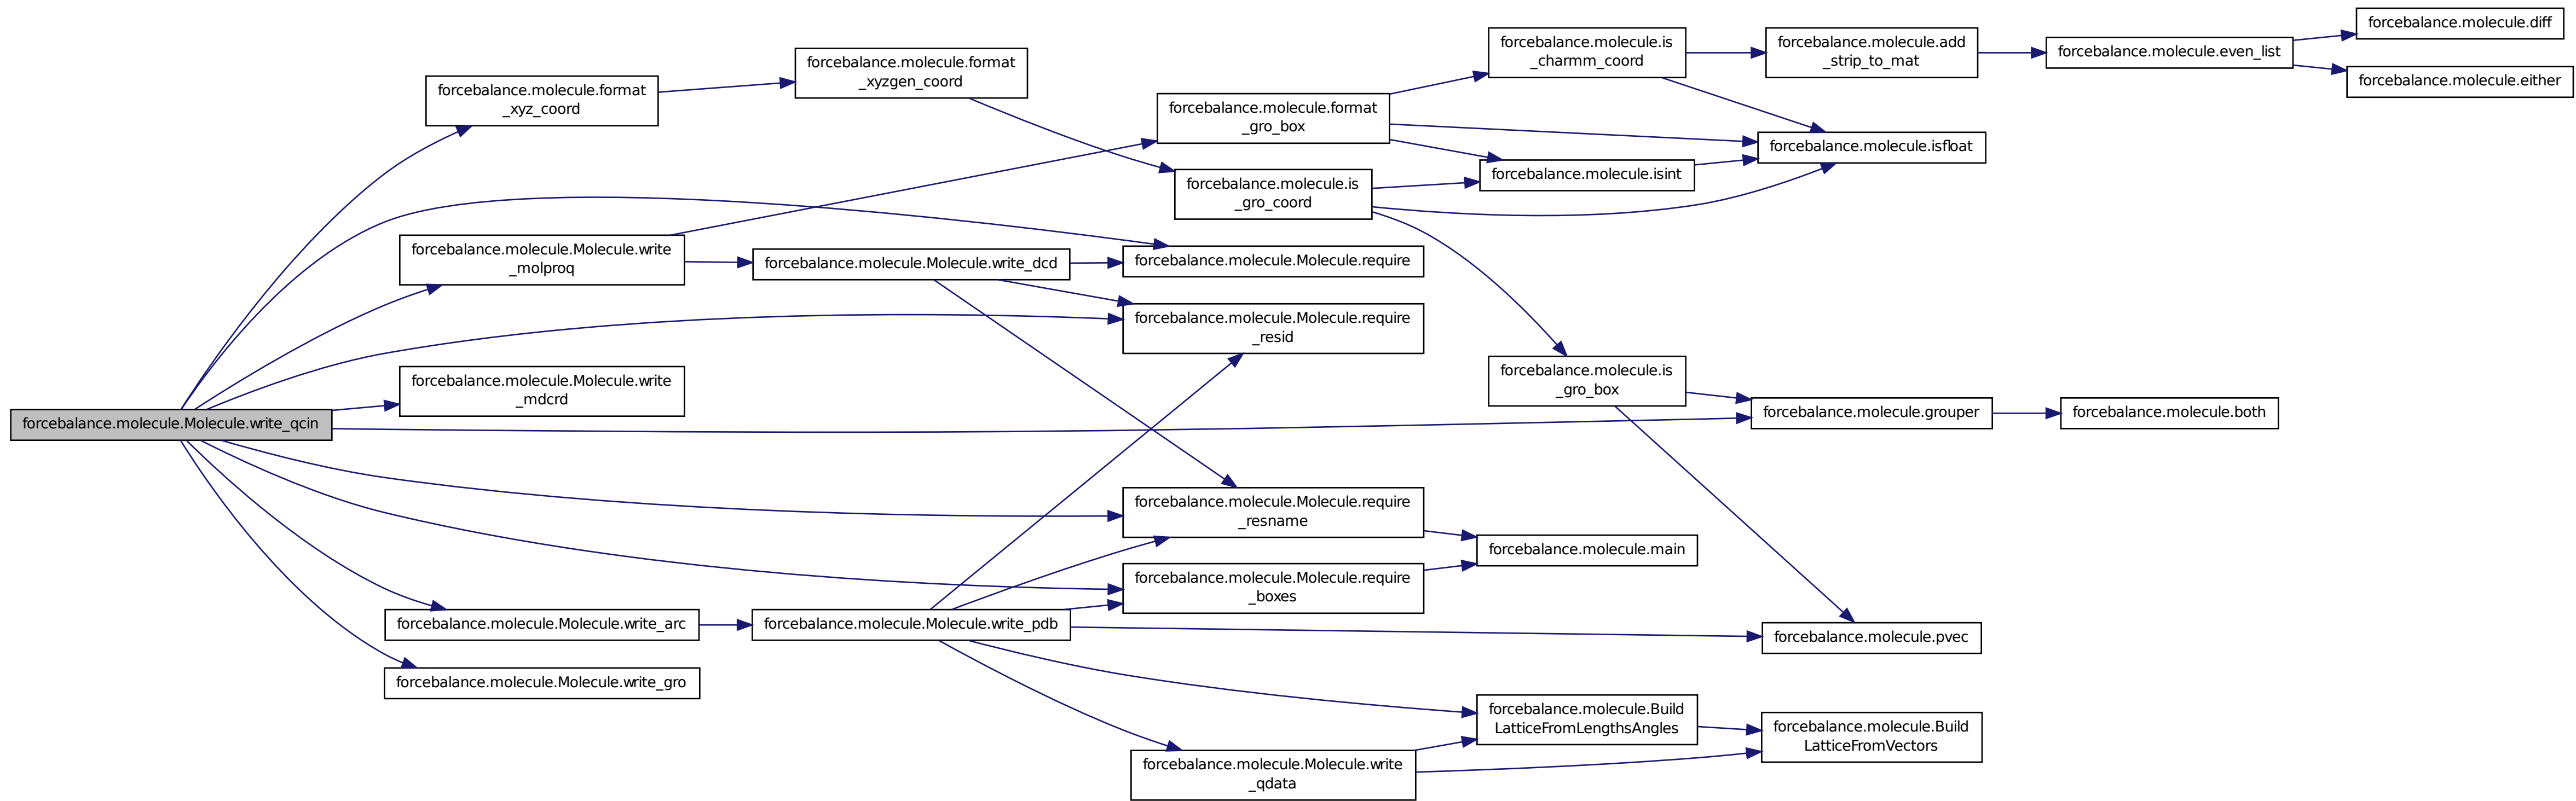 forcebalance.molecule.Molecule.write_qcin
forcebalance.molecule.format
_xyz_coord
forcebalance.molecule.Molecule.write
_molproq
forcebalance.molecule.Molecule.write
_mdcrd
forcebalance.molecule.Molecule.write_arc
forcebalance.molecule.Molecule.write_gro
forcebalance.molecule.format
_xyzgen_coord
forcebalance.molecule.Molecule.write_dcd
forcebalance.molecule.Molecule.write_pdb
forcebalance.molecule.format
_gro_box
forcebalance.molecule.is
_gro_coord
forcebalance.molecule.Molecule.require
forcebalance.molecule.Molecule.require
_resid
forcebalance.molecule.Molecule.require
_resname
forcebalance.molecule.Molecule.require
_boxes
forcebalance.molecule.Molecule.write
_qdata
forcebalance.molecule.is
_charmm_coord
forcebalance.molecule.isint
forcebalance.molecule.is
_gro_box
forcebalance.molecule.main
forcebalance.molecule.Build
LatticeFromLengthsAngles
forcebalance.molecule.add
_strip_to_mat
forcebalance.molecule.isfloat
forcebalance.molecule.grouper
forcebalance.molecule.pvec
forcebalance.molecule.Build
LatticeFromVectors
forcebalance.molecule.even_list
forcebalance.molecule.both
forcebalance.molecule.diff
forcebalance.molecule.either